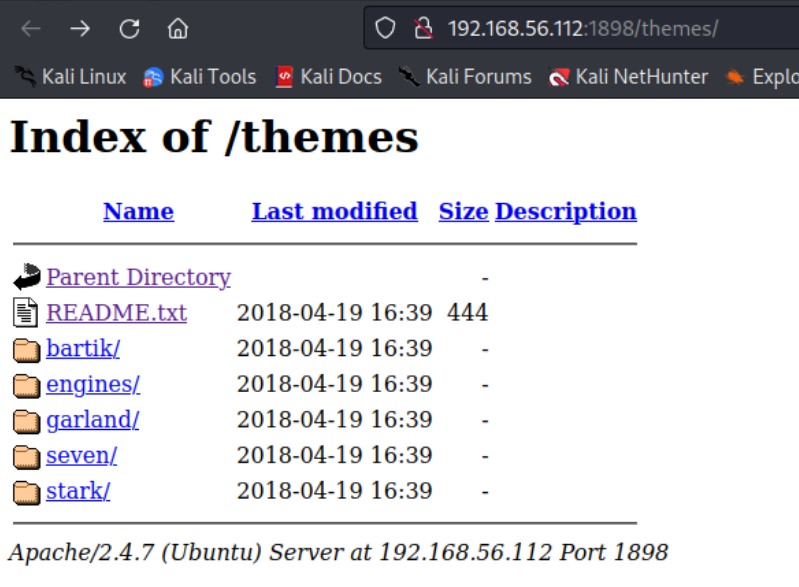 192.168.56.112:1898/themes/
Kali Linux Kali Tools Kali Docs Kali Forums Kali NetHunter Explo
Index of /themes
Name Last modified Size Description
Parent Directory -
README.txt 2018-04-19 16:39 444
bartik/ 2018-04-19 16:39 -
engines/ 2018-04-19 16:39 -
garland/ 2018-04-19 16:39 -
seven/ 2018-04-19 16:39 -
stark/ 2018-04-19 16:39 -
Apache/2.4.7 (Ubuntu) Server at 192.168.56.112 Port 1898